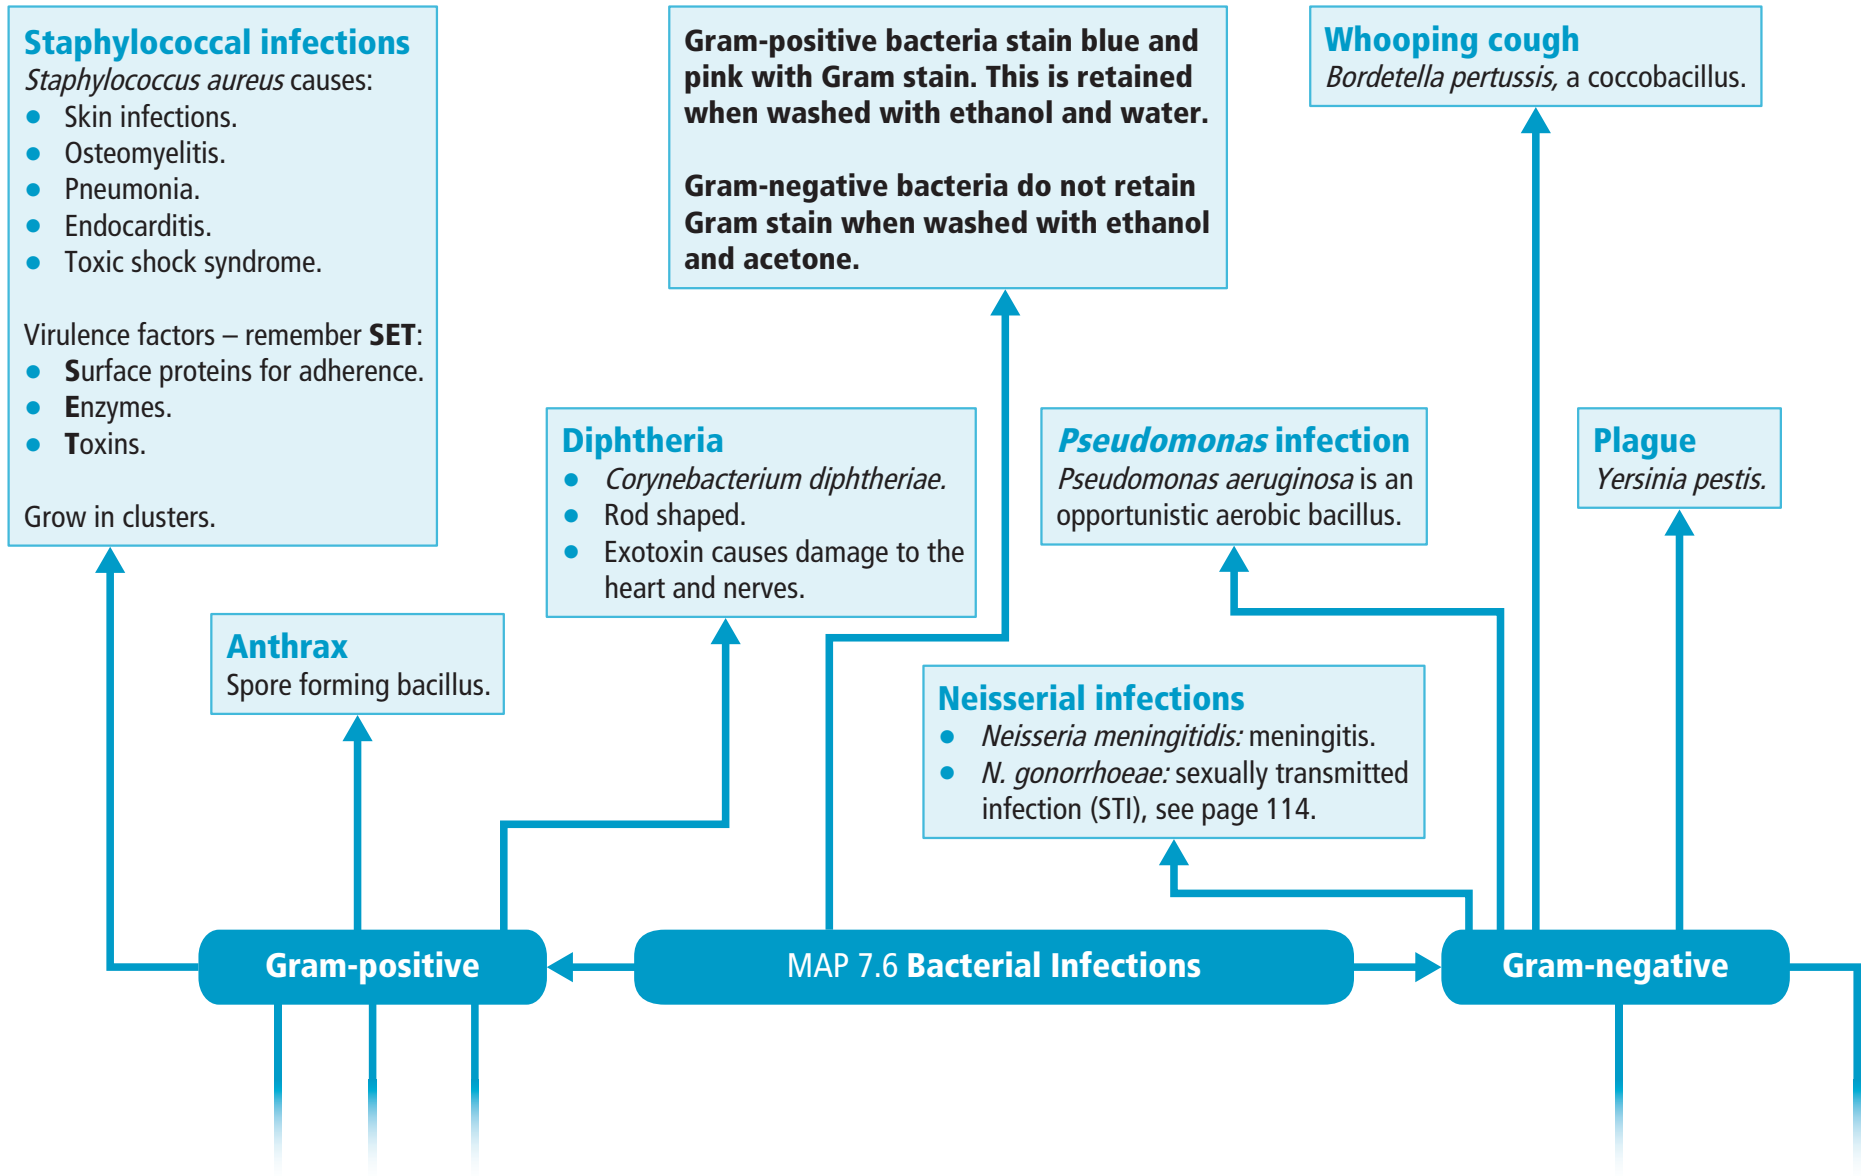 Staphylococcal infections
Staphylococcus aureus causes:
• Skin infections.
• Osteomyelitis.
• Pneumonia.
• Endocarditis.
• Toxic shock syndrome.
Virulence factors – remember SET:
• Surface proteins for adherence.
• Enzymes.
• Toxins.
Grow in clusters.
Gram-positive bacteria stain blue and
pink with Gram stain. This is retained
when washed with ethanol and water.
Gram-negative bacteria do not retain
Gram stain when washed with ethanol
and acetone.
Whooping cough
Bordetella pertussis, a coccobacillus.
Diphtheria
• Corynebacterium diphtheriae.
• Rod shaped.
• Exotoxin causes damage to the
heart and nerves.
Pseudomonas infection
Pseudomonas aeruginosa is an
opportunistic aerobic bacillus.
Plague
Yersinia pestis.
Anthrax
Spore forming bacillus.
Neisserial infections
• Neisseria meningitidis: meningitis.
• N. gonorrhoeae: sexually transmitted
infection (STI), see page 114.
Gram-positive
MAP 7.6 Bacterial Infections
Gram-negative